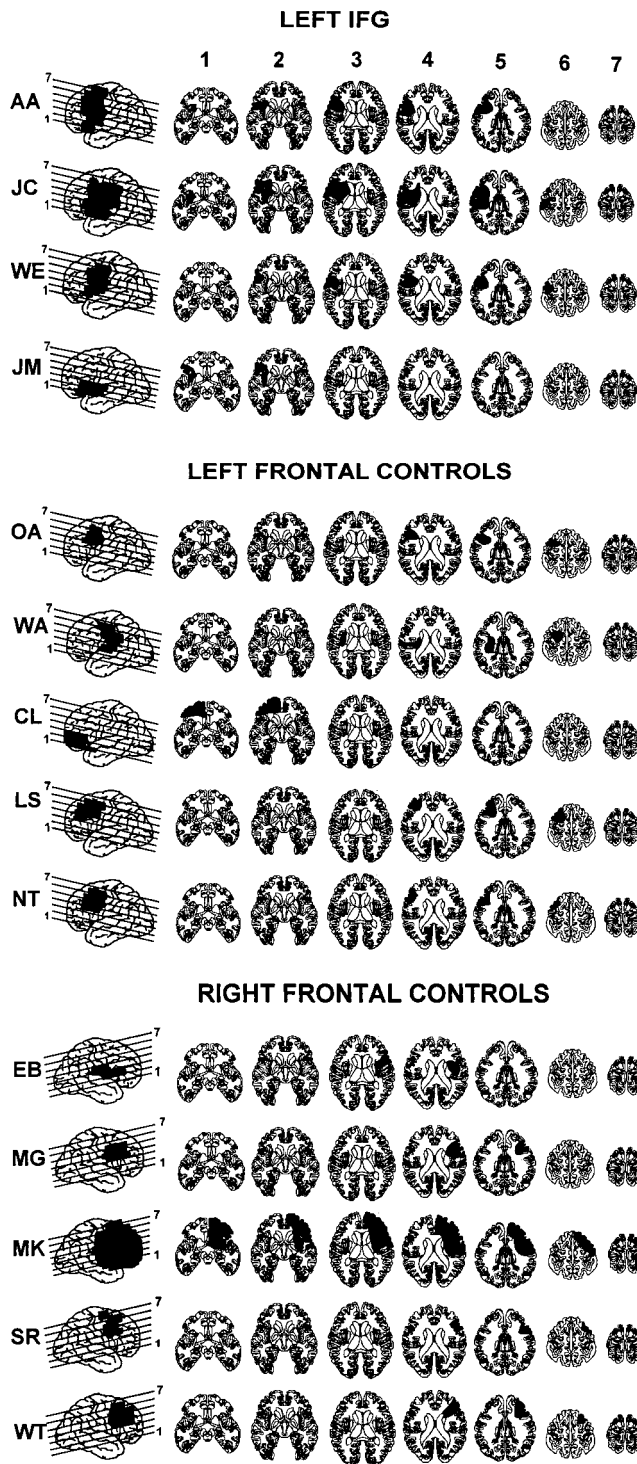 LEFT IFG
1 2 3 4 5 6 7
AA 7 1
JC 7 1
WE 7 1
JM 7 1
LEFT FRONTAL CONTROLS
OA 7 1
WA 7 1
CL 7 1
LS 7 1
NT 7 1
RIGHT FRONTAL CONTROLS
EB 7 1
MG 7 1
MK 7 1
SR 7 1
WT 7 1